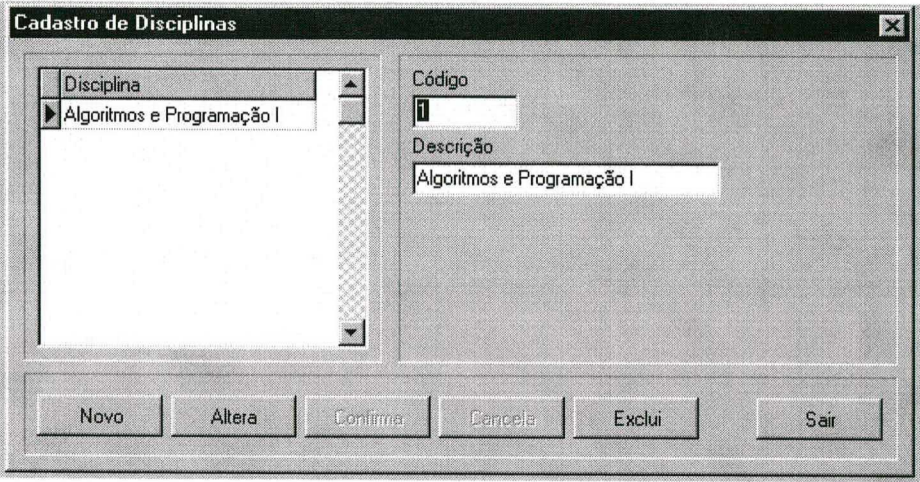 Cadastro de Disciplinas
Disciplina
Algoritmos e Programação I
Código
1
Descrição
Algoritmos e Programação I
Novo Altera Confirma Cancela Exclui Sair